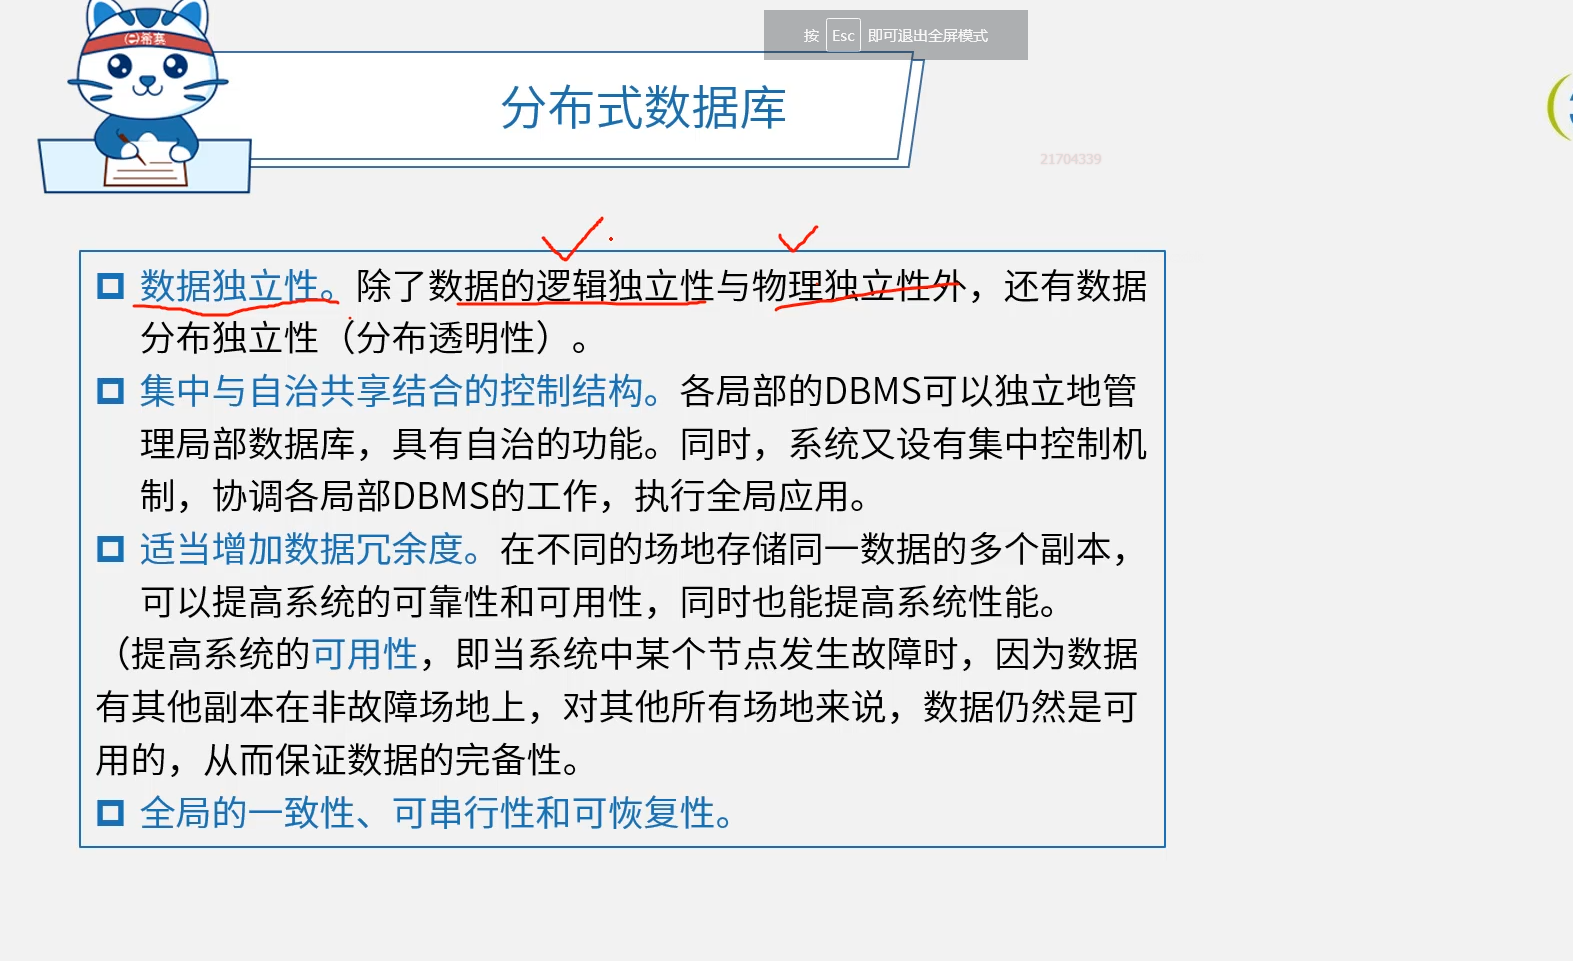 希赛
按 Esc 即可退出全屏模式
分布式数据库
21704339
数据独立性。除了数据的逻辑独立性与物理独立性外，还有数据
分布独立性（分布透明性）。
集中与自治共享结合的控制结构。各局部的DBMS可以独立地管
理局部数据库，具有自治的功能。同时，系统又设有集中控制机
制，协调各局部DBMS的工作，执行全局应用。
适当增加数据冗余度。在不同的场地存储同一数据的多个副本，
可以提高系统的可靠性和可用性，同时也能提高系统性能。
（提高系统的可用性，即当系统中某个节点发生故障时，因为数据
有其他副本在非故障场地上，对其他所有场地来说，数据仍然是可
用的，从而保证数据的完备性。
全局的一致性、可串行性和可恢复性。